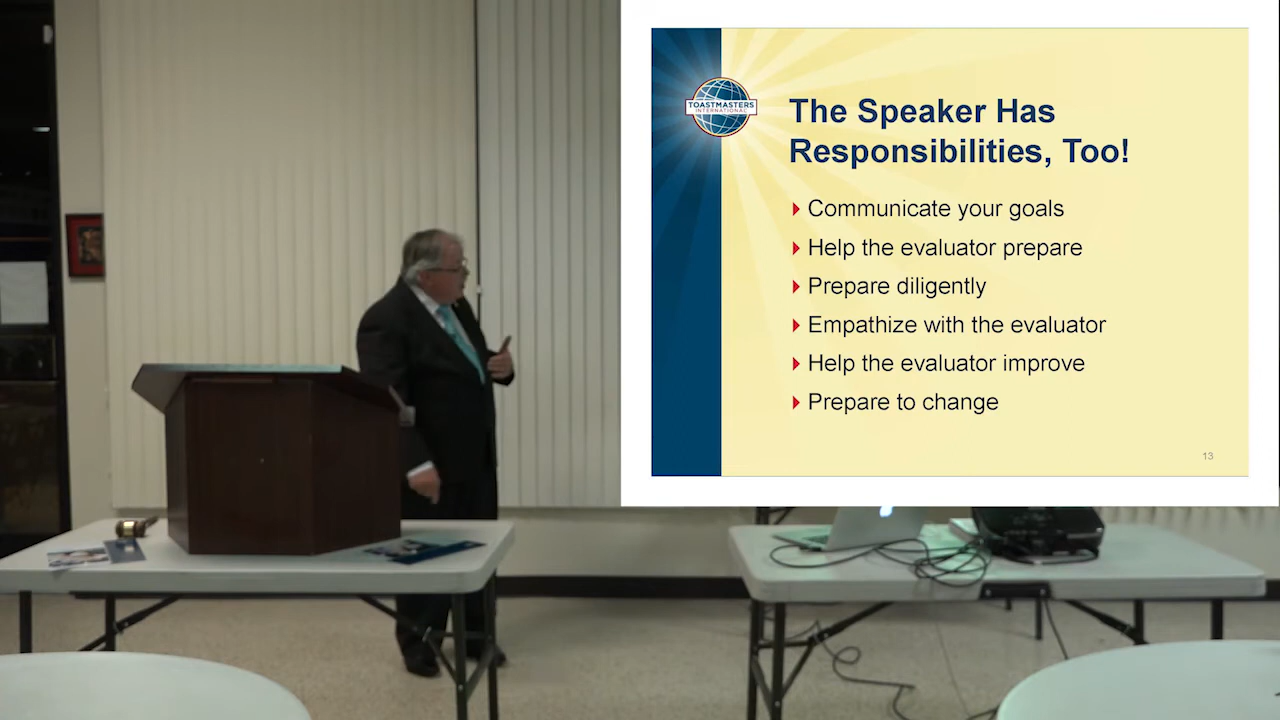 TOASTMASTERS
INTERNATIONAL
The Speaker Has
Responsibilities, Too!
Communicate your goals
Help the evaluator prepare
Prepare diligently
Empathize with the evaluator
Help the evaluator improve
Prepare to change
13